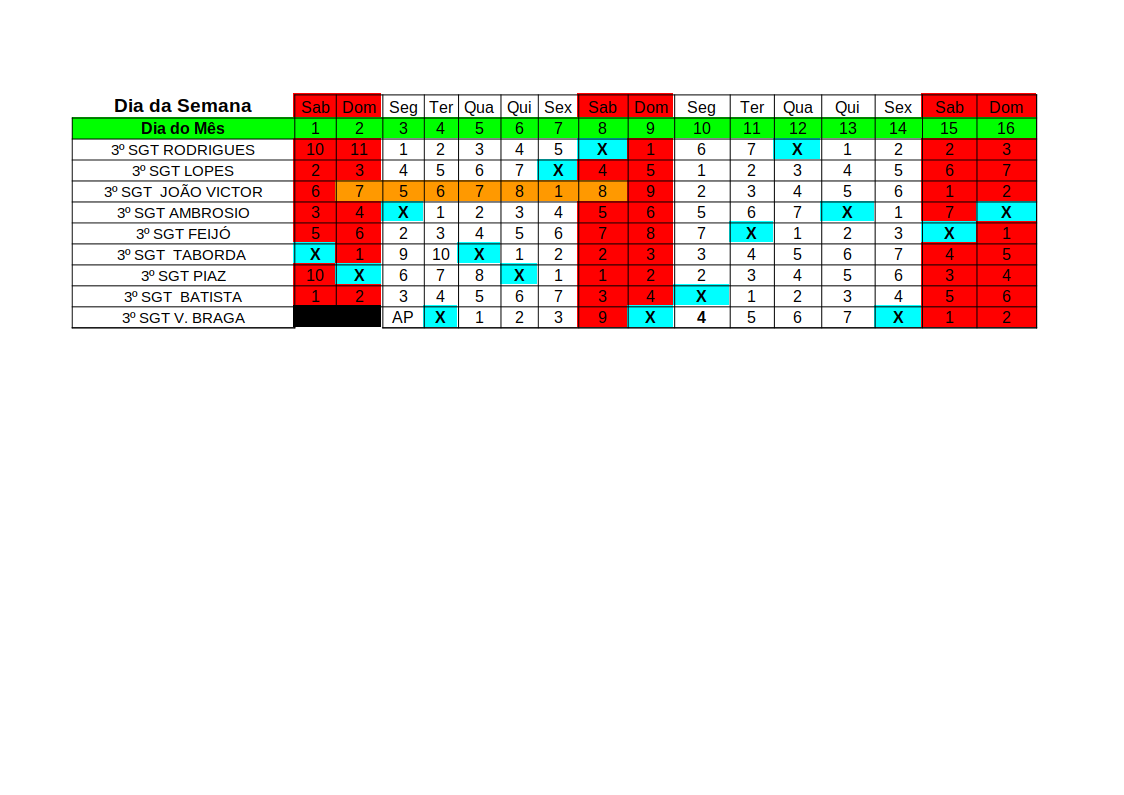 Dia da Semana Sab Dom Seg Ter Qua Qui Sex Sab Dom Seg Ter Qua Qui Sex Sab Dom
Dia do Mês 1 2 3 4 5 6 7 8 9 10 11 12 13 14 15 16
3º SGT RODRIGUES 10 11 1 2 3 4 5 X 1 6 7 X 1 2 2 3
3º SGT LOPES 2 3 4 5 6 7 X 4 5 1 2 3 4 5 6 7
3º SGT JOÃO VICTOR 6 7 5 6 7 8 1 8 9 2 3 4 5 6 1 2
3º SGT AMBROSIO 3 4 X 1 2 3 4 5 6 5 6 7 X 1 7 X
3º SGT FEIJÓ 5 6 2 3 4 5 6 7 8 7 X 1 2 3 X 1
3º SGT TABORDA X 1 9 10 X 1 2 2 3 3 4 5 6 7 4 5
3º SGT PIAZ 10 X 6 7 8 X 1 1 2 2 3 4 5 6 3 4
3º SGT BATISTA 1 2 3 4 5 6 7 3 4 X 1 2 3 4 5 6
3º SGT V. BRAGA AP X 1 2 3 9 X 4 5 6 7 X 1 2